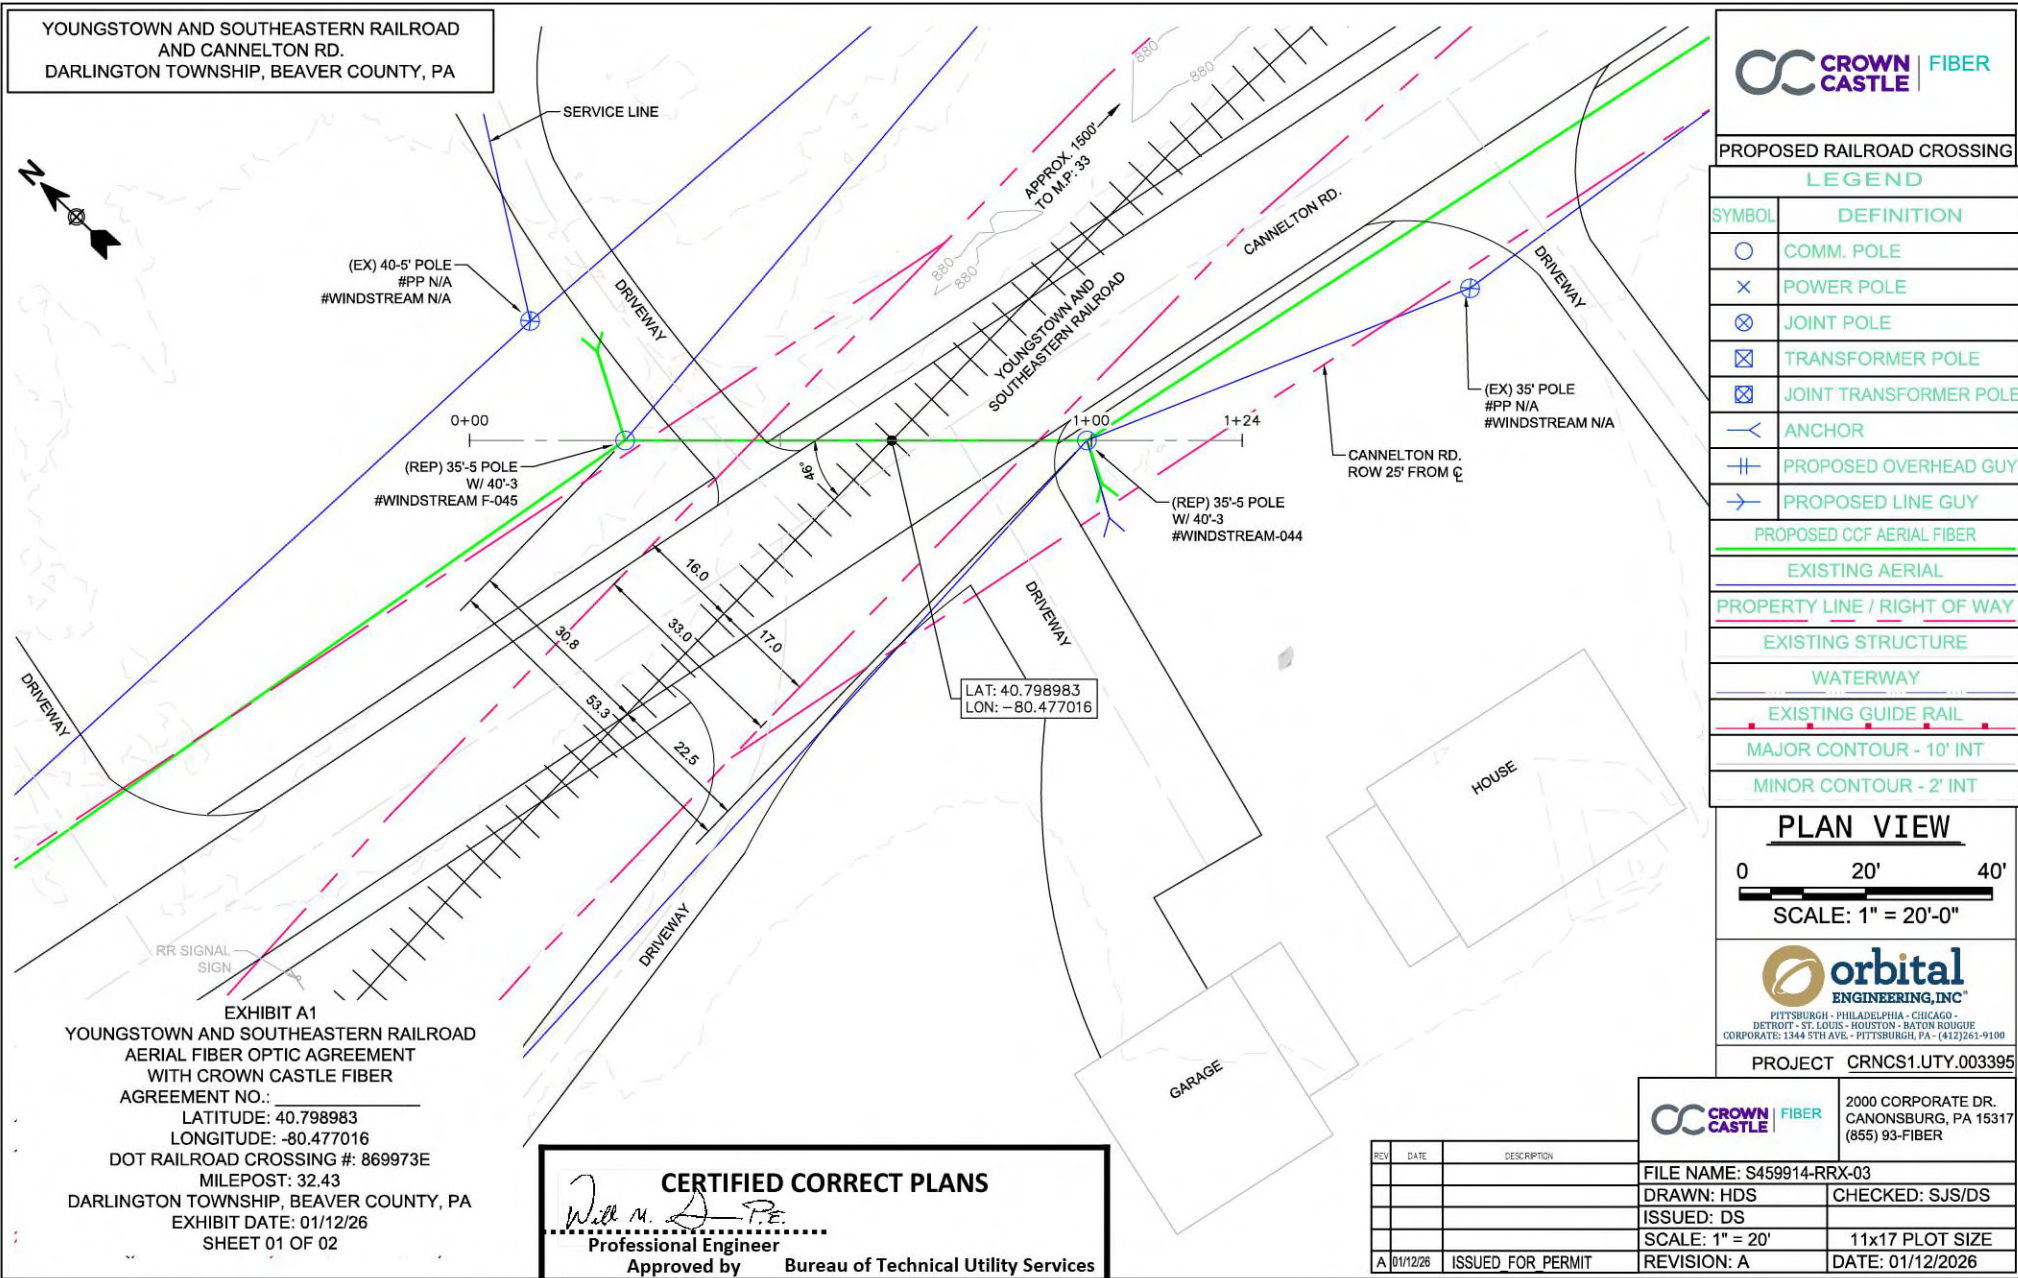 YOUNGSTOWN AND SOUTHEASTERN RAILROAD
AND CANNELTON RD.
DARLINGTON TOWNSHIP, BEAVER COUNTY, PA
SERVICE LINE
N
(EX) 40-5' POLE
#PP N/A
#WINDSTREAM N/A
DRIVEWAY
APPROX. 1500'
TO M.P.: 33
880
880
880
880
CANNELTON RD.
YOUNGSTOWN AND
SOUTHEASTERN RAILROAD
DRIVEWAY
(EX) 35' POLE
#PP N/A
#WINDSTREAM N/A
0+00
1+00
1+24
46°
(REP) 35'-5 POLE
W/ 40'-3
#WINDSTREAM F-045
CANNELTON RD.
ROW 25' FROM ℄
(REP) 35'-5 POLE
W/ 40'-3
#WINDSTREAM-044
16.0
33.0
17.0
30.8
53.3
22.5
DRIVEWAY
LAT: 40.798983
LON: -80.477016
DRIVEWAY
DRIVEWAY
HOUSE
GARAGE
RR SIGNAL
SIGN
EXHIBIT A1
YOUNGSTOWN AND SOUTHEASTERN RAILROAD
AERIAL FIBER OPTIC AGREEMENT
WITH CROWN CASTLE FIBER
AGREEMENT NO.:
LATITUDE: 40.798983
LONGITUDE: -80.477016
DOT RAILROAD CROSSING #: 869973E
MILEPOST: 32.43
DARLINGTON TOWNSHIP, BEAVER COUNTY, PA
EXHIBIT DATE: 01/12/26
SHEET 01 OF 02
CERTIFIED CORRECT PLANS
Will M. P.E.
Professional Engineer
Approved by Bureau of Technical Utility Services
CROWN
CASTLE
FIBER
PROPOSED RAILROAD CROSSING
LEGEND
SYMBOL DEFINITION
COMM. POLE
POWER POLE
JOINT POLE
TRANSFORMER POLE
JOINT TRANSFORMER POLE
ANCHOR
PROPOSED OVERHEAD GUY
PROPOSED LINE GUY
PROPOSED CCF AERIAL FIBER
EXISTING AERIAL
PROPERTY LINE / RIGHT OF WAY
EXISTING STRUCTURE
WATERWAY
EXISTING GUIDE RAIL
MAJOR CONTOUR - 10' INT
MINOR CONTOUR - 2' INT
PLAN VIEW
0 20' 40'
SCALE: 1" = 20'-0"
orbital
ENGINEERING, INC
PITTSBURGH - PHILADELPHIA - CHICAGO -
DETROIT - ST. LOUIS - HOUSTON - BATON ROUGUE
CORPORATE: 1344 5TH AVE. - PITTSBURGH, PA - (412)261-9100
PROJECT CRNCS1.UTY.003395
CROWN
CASTLE
FIBER
2000 CORPORATE DR.
CANONSBURG, PA 15317
(855) 93-FIBER
FILE NAME: S459914-RRX-03
DRAWN: HDS CHECKED: SJS/DS
ISSUED: DS
SCALE: 1" = 20' 11x17 PLOT SIZE
REVISION: A DATE: 01/12/2026
REV DATE DESCRIPTION
A 01/12/26 ISSUED_FOR_PERMIT